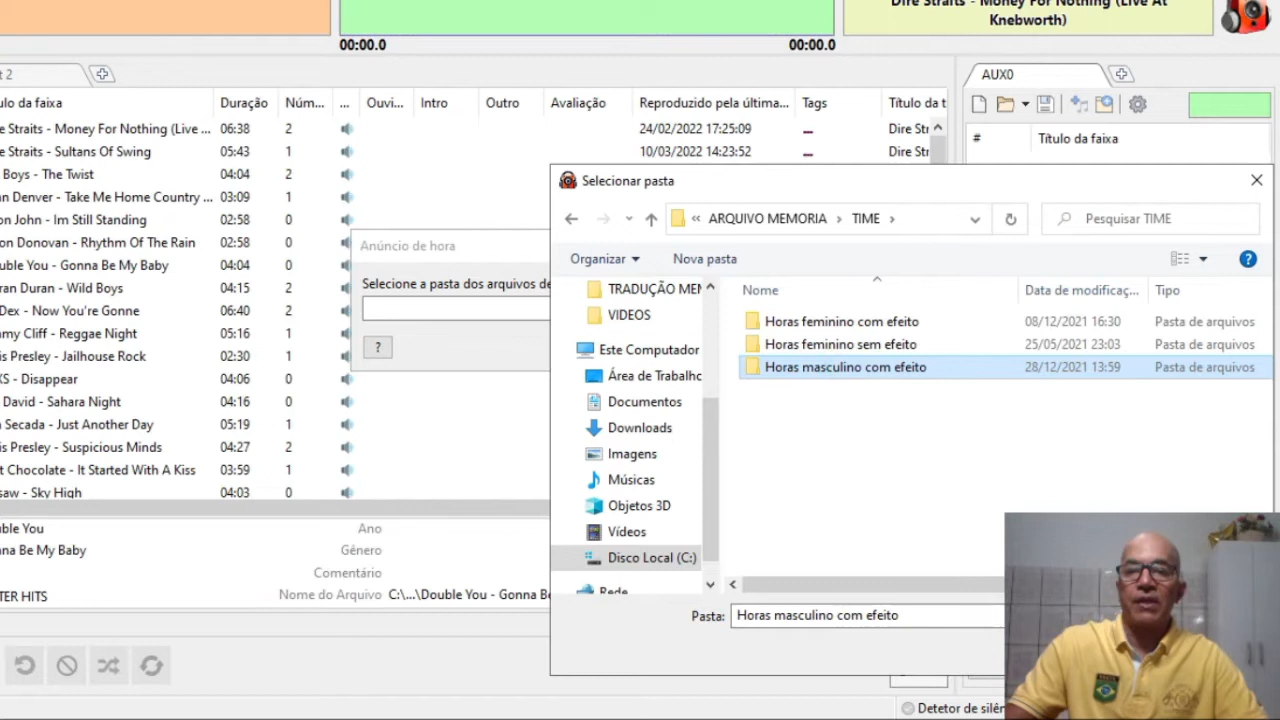 Dire Straits - Money For Nothing (Live At
Knebworth)
00:00.0
00:00.0
t 2
AUX0
ulo da faixa
Duração
Núm...
...
Ouvi...
Intro
Outro
Avaliação
Reproduzido pela última...
Tags
Título da t
#
Título da faixa
e Straits - Money For Nothing (Live ...
06:38
2
24/02/2022 17:25:09
...
Dire Str
e Straits - Sultans Of Swing
05:43
1
10/03/2022 14:23:52
...
Dire Str
Boys - The Twist
04:04
2
n Denver - Take Me Home Country ...
03:09
1
on John - Im Still Standing
02:58
0
on Donovan - Rhythm Of The Rain
02:58
0
uble You - Gonna Be My Baby
04:04
0
ran Duran - Wild Boys
04:15
2
Dex - Now You're Gonne
06:40
2
my Cliff - Reggae Night
05:16
1
is Presley - Jailhouse Rock
02:30
1
XS - Disappear
04:06
0
David - Sahara Night
04:16
0
Secada - Just Another Day
05:19
1
is Presley - Suspicious Minds
04:27
2
t Chocolate - It Started With A Kiss
03:59
1
saw - Sky High
04:03
0
Anúncio de hora
Selecione a pasta dos arquivos de
?
Selecionar pasta
« ARQUIVO MEMORIA › TIME ›
Pesquisar TIME
Organizar
Nova pasta
?
TRADUÇÃO MEN
VIDEOS
Este Computador
Área de Trabalho
Documentos
Downloads
Imagens
Músicas
Objetos 3D
Vídeos
Disco Local (C:)
Rede
Nome
Data de modificaç...
Tipo
Horas feminino com efeito
08/12/2021 16:30
Pasta de arquivos
Horas feminino sem efeito
25/05/2021 23:03
Pasta de arquivos
Horas masculino com efeito
28/12/2021 13:59
Pasta de arquivos
Pasta:
Horas masculino com efeito
uble You
Ano
nna Be My Baby
Género
Comentário
TER HITS
Nome do Arquivo
C:\...\Double You - Gonna Be
Detetor de silên